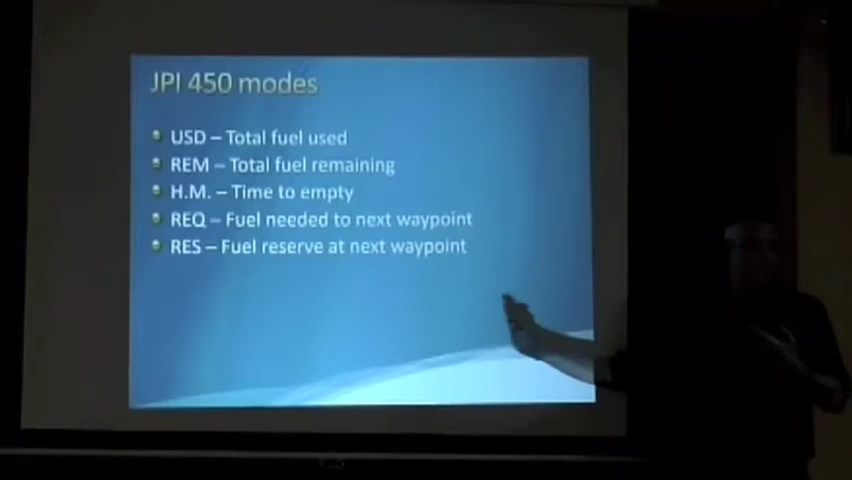 JPI 450 modes
USD – Total fuel used
REM – Total fuel remaining
H.M. – Time to empty
REQ – Fuel needed to next waypoint
RES – Fuel reserve at next waypoint